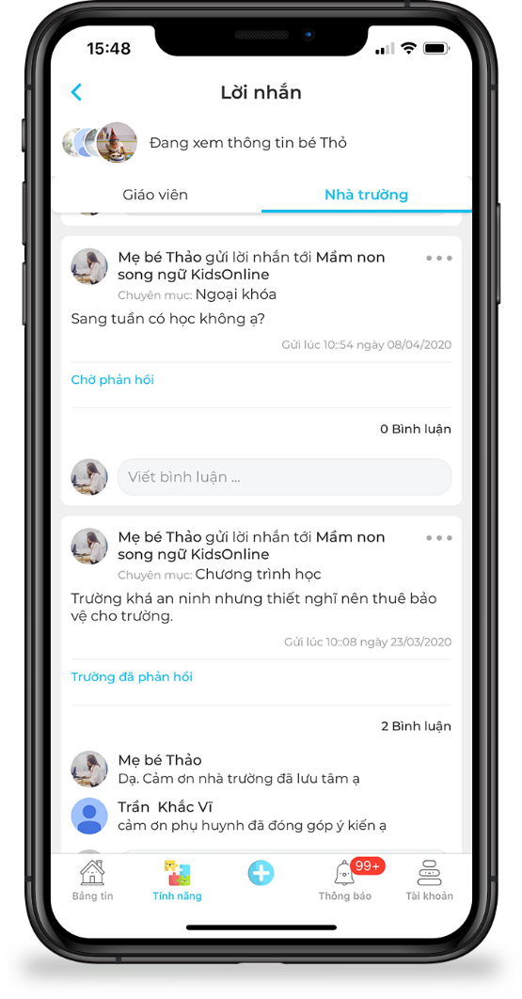 15:48
Lời nhắn
Đang xem thông tin bé Thỏ
Giáo viên
Nhà trường
Mẹ bé Thảo gửi lời nhắn tới Mầm non
song ngữ KidsOnline
Chuyên mục: Ngoại khóa
Sang tuần có học không ạ?
Gửi lúc 10::54 ngày 08/04/2020
Chờ phản hồi
0 Bình luận
Viết bình luận ...
Mẹ bé Thảo gửi lời nhắn tới Mầm non
song ngữ KidsOnline
Chuyên mục: Chương trình học
Trường khá an ninh nhưng thiết nghĩ nên thuê bảo
vệ cho trường.
Gửi lúc 10::08 ngày 23/03/2020
Trường đã phản hồi
2 Bình luận
Mẹ bé Thảo
Dạ. Cảm ơn nhà trường đã lưu tâm ạ
Trần  Khắc Vĩ
cảm ơn phụ huynh đã đóng góp ý kiến ạ
99+
Bảng tin
Tính năng
Thông báo
Tài khoản